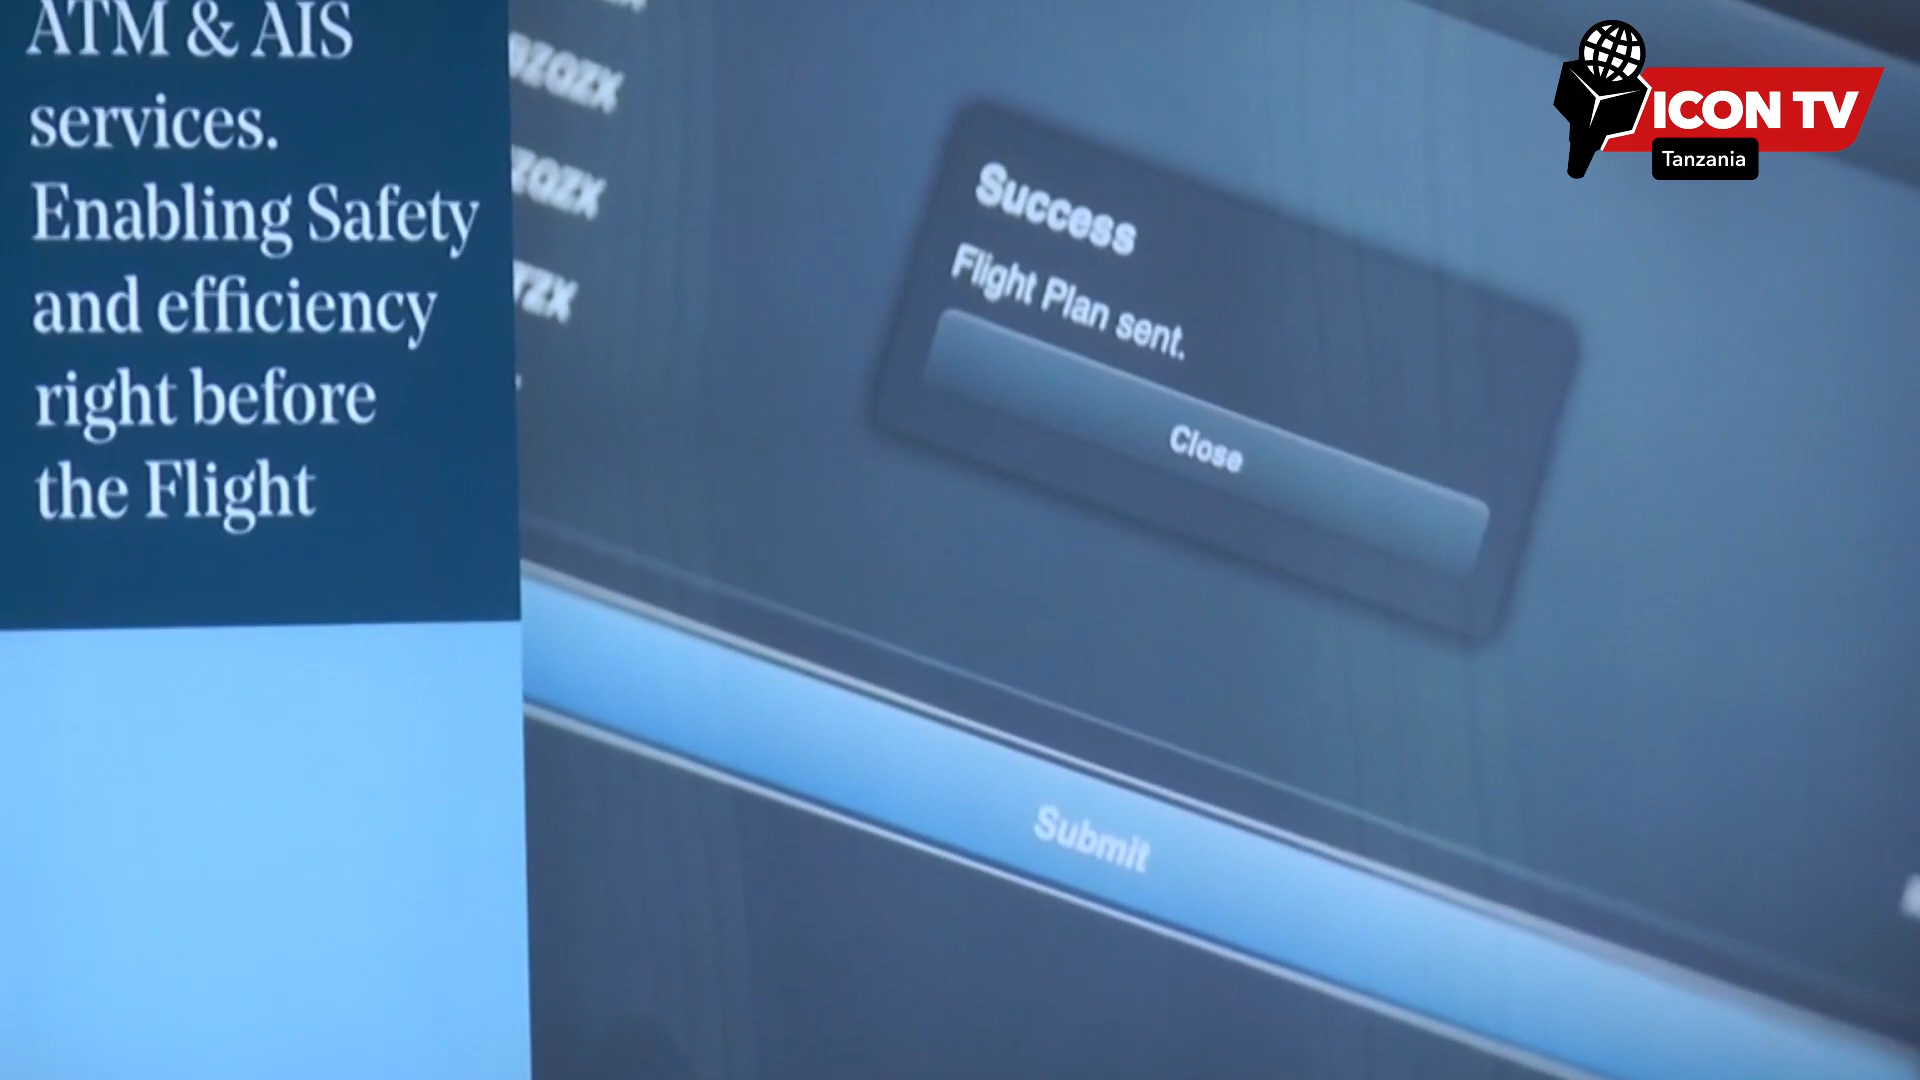 ATM & AIS
services.
Enabling Safety
and efficiency
right before
the Flight
ZQZX
Success
Flight Plan sent.
Close
Submit
ICON TV
Tanzania